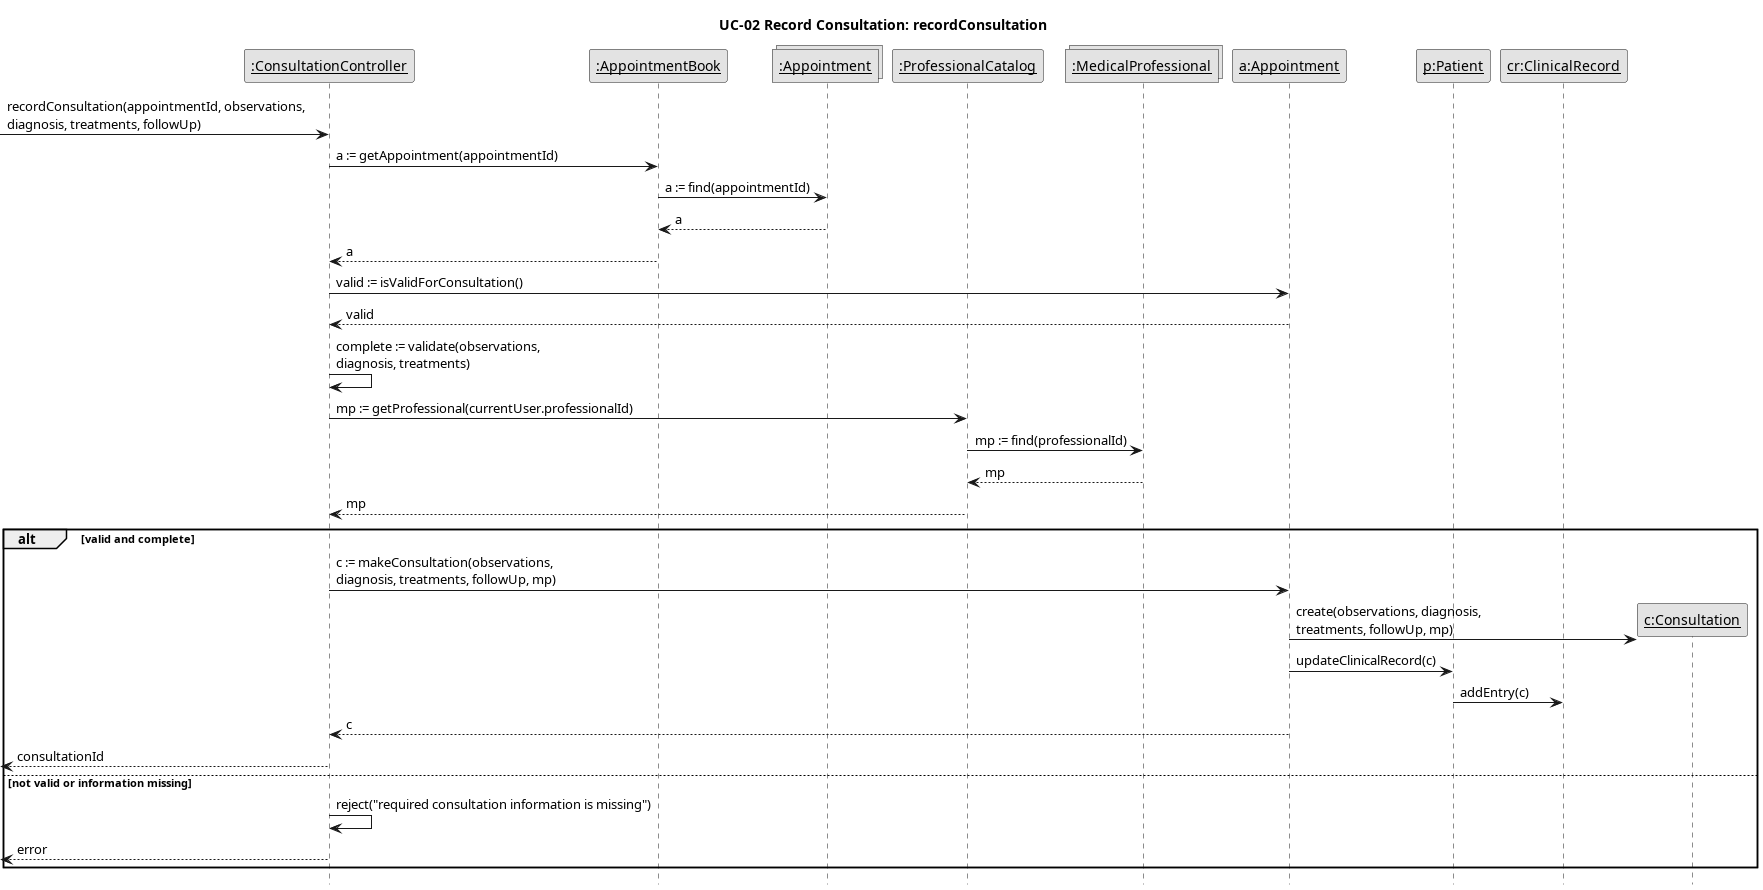 UC-02 Record Consultation: recordConsultation
:ConsultationController
:AppointmentBook
:Appointment
:ProfessionalCatalog
:MedicalProfessional
a:Appointment
p:Patient
cr:ClinicalRecord
recordConsultation(appointmentId, observations,
diagnosis, treatments, followUp)
a := getAppointment(appointmentId)
a := find(appointmentId)
a
a
valid := isValidForConsultation()
valid
complete := validate(observations,
diagnosis, treatments)
mp := getProfessional(currentUser.professionalId)
mp := find(professionalId)
mp
mp
alt
[valid and complete]
c := makeConsultation(observations,
diagnosis, treatments, followUp, mp)
create(observations, diagnosis,
treatments, followUp, mp)
c:Consultation
updateClinicalRecord(c)
addEntry(c)
c
consultationId
[not valid or information missing]
reject("required consultation information is missing")
error